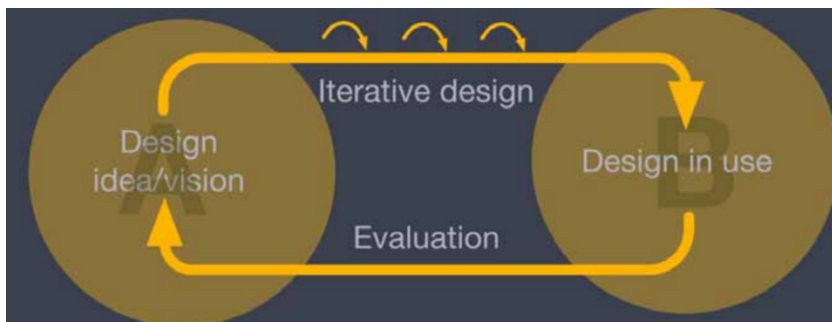 Iterative design
A
Design
idea/vision
B
Design in use
Evaluation